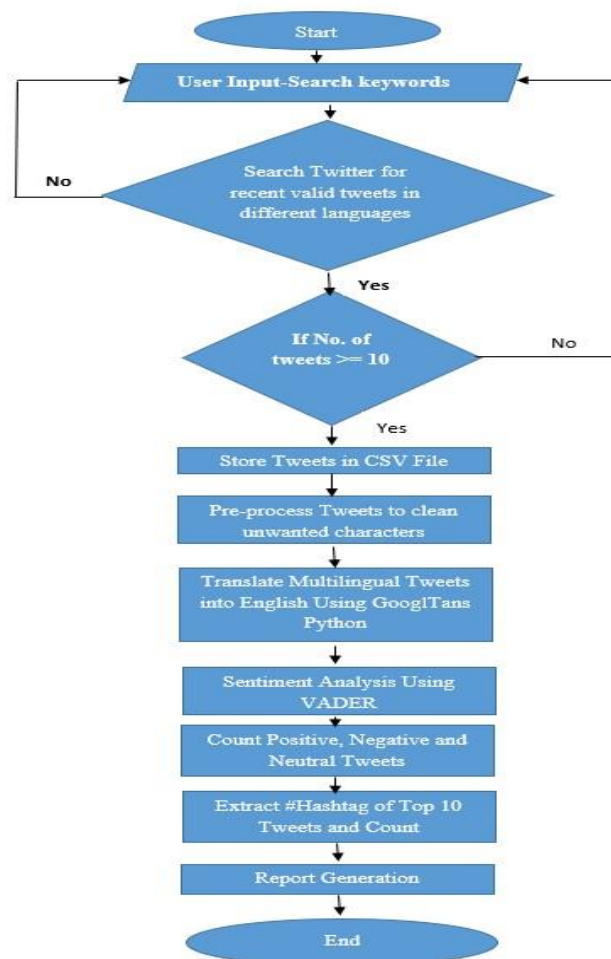 Start
User Input-Search keywords
Search Twitter for
recent valid tweets in
different languages
No
Yes
If No. of
tweets >= 10
No
Yes
Store Tweets in CSV File
Pre-process Tweets to clean
unwanted characters
Translate Multilingual Tweets
into English Using GooglTans
Python
Sentiment Analysis Using
VADER
Count Positive, Negative and
Neutral Tweets
Extract #Hashtag of Top 10
Tweets and Count
Report Generation
End